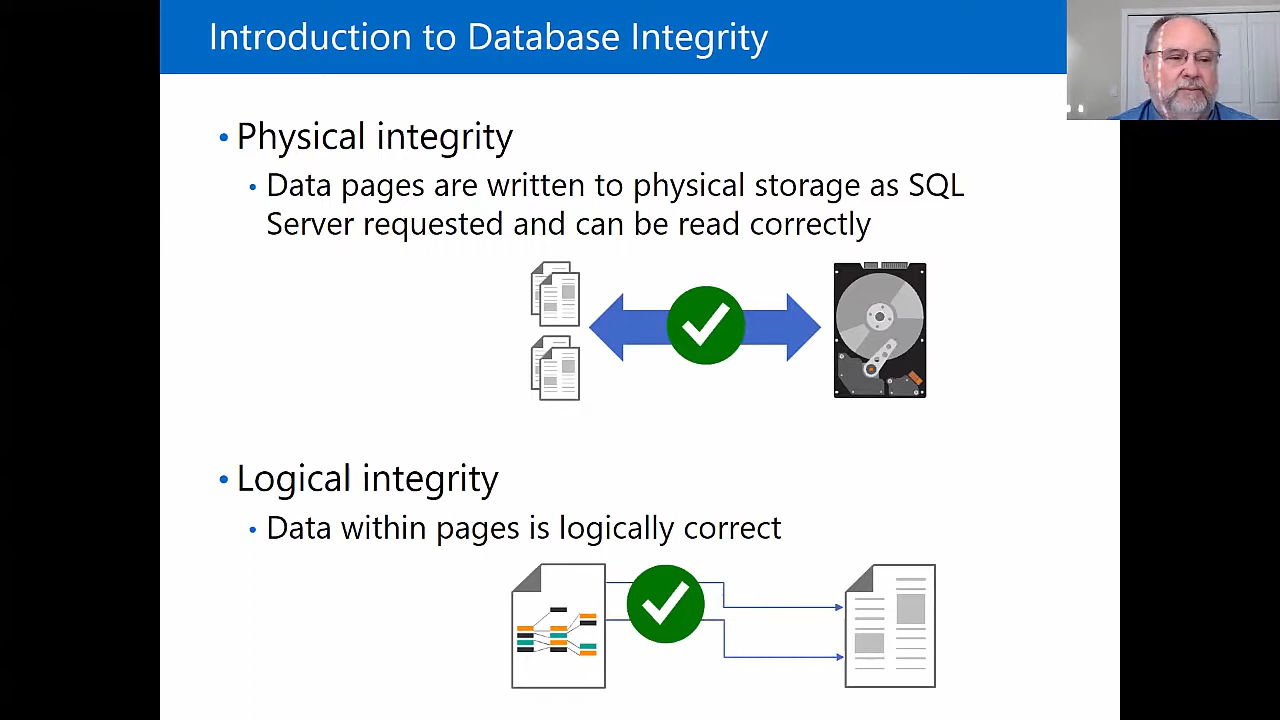 Introduction to Database Integrity
• Physical integrity
• Data pages are written to physical storage as SQL
Server requested and can be read correctly
• Logical integrity
• Data within pages is logically correct